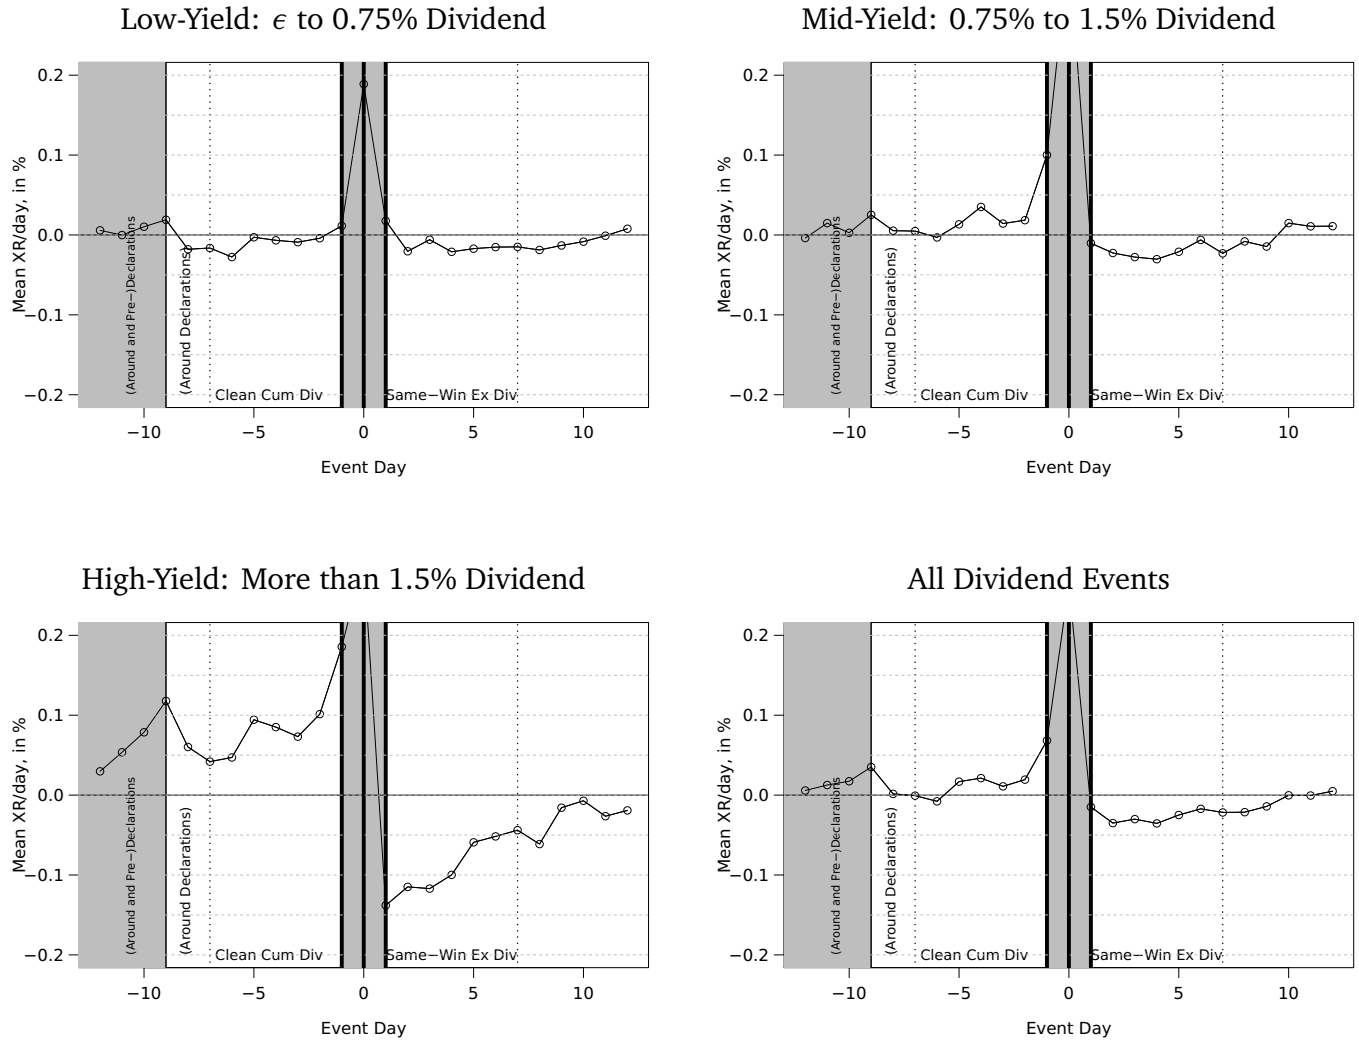 Low-Yield: ϵ to 0.75% Dividend
Mean XR/day, in %
0.2
0.1
0.0
−0.1
−0.2
(Around and Pre−)Declarations
(Around Declarations)
Clean Cum Div
Same−Win Ex Div
−10
−5
0
5
10
Event Day
Mid-Yield: 0.75% to 1.5% Dividend
Mean XR/day, in %
0.2
0.1
0.0
−0.1
−0.2
(Around and Pre−)Declarations
(Around Declarations)
Clean Cum Div
Same−Win Ex Div
−10
−5
0
5
10
Event Day
High-Yield: More than 1.5% Dividend
Mean XR/day, in %
0.2
0.1
0.0
−0.1
−0.2
(Around and Pre−)Declarations
(Around Declarations)
Clean Cum Div
Same−Win Ex Div
−10
−5
0
5
10
Event Day
All Dividend Events
Mean XR/day, in %
0.2
0.1
0.0
−0.1
−0.2
(Around and Pre−)Declarations
(Around Declarations)
Clean Cum Div
Same−Win Ex Div
−10
−5
0
5
10
Event Day